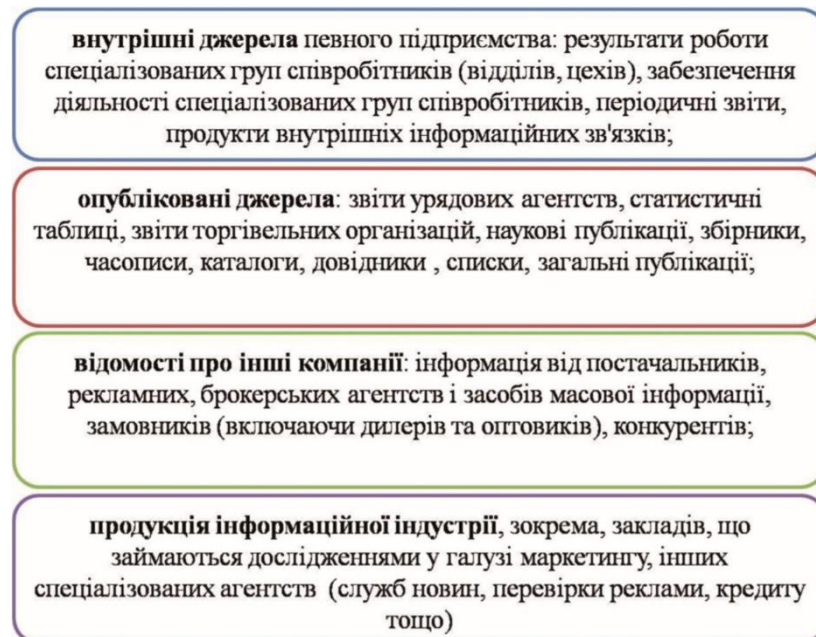 внутрішні джерела певного підприємства: результати роботи
спеціалізованих груп співробітників (відділів, цехів), забезпечення
діяльності спеціалізованих груп співробітників, періодичні звіти,
продукти внутрішніх інформаційних зв'язків;
опубліковані джерела: звіти урядових агентств, статистичні
таблиці, звіти торгівельних організацій, наукові публікації, збірники,
часописи, каталоги, довідники , списки, загальні публікації;
відомості про інші компанії: інформація від постачальників,
рекламних, брокерських агентств і засобів масової інформації,
замовників (включаючи дилерів та оптовиків), конкурентів;
продукція інформаційної індустрії, зокрема, закладів, що
займаються дослідженнями у галузі маркетингу, інших
спеціалізованих агентств (служб новин, перевірки реклами, кредиту
тощо)